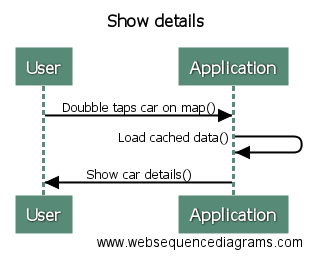 Show details
User
Application
Doubble taps car on map()
Load cached data()
Show car details()
User
Application
www.websequencediagrams.com